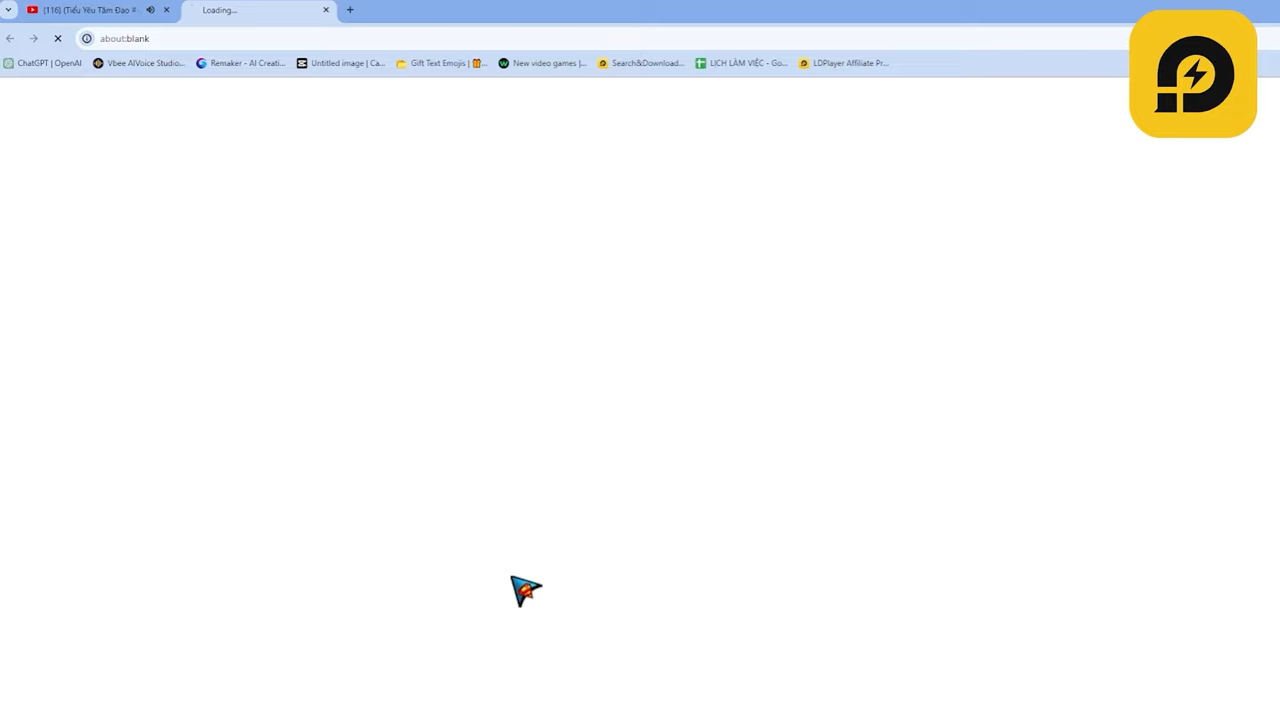 (116) (Tiểu Yêu Tầm Đạo #
Loading...
about:blank
ChatGPT | OpenAI
Vbee AIVoice Studio...
Remaker - AI Creati...
Untitled image | Ca...
Gift Text Emojis | 🎁...
New video games |...
Search&Download...
LỊCH LÀM VIỆC - Go...
LDPlayer Affiliate Pr...